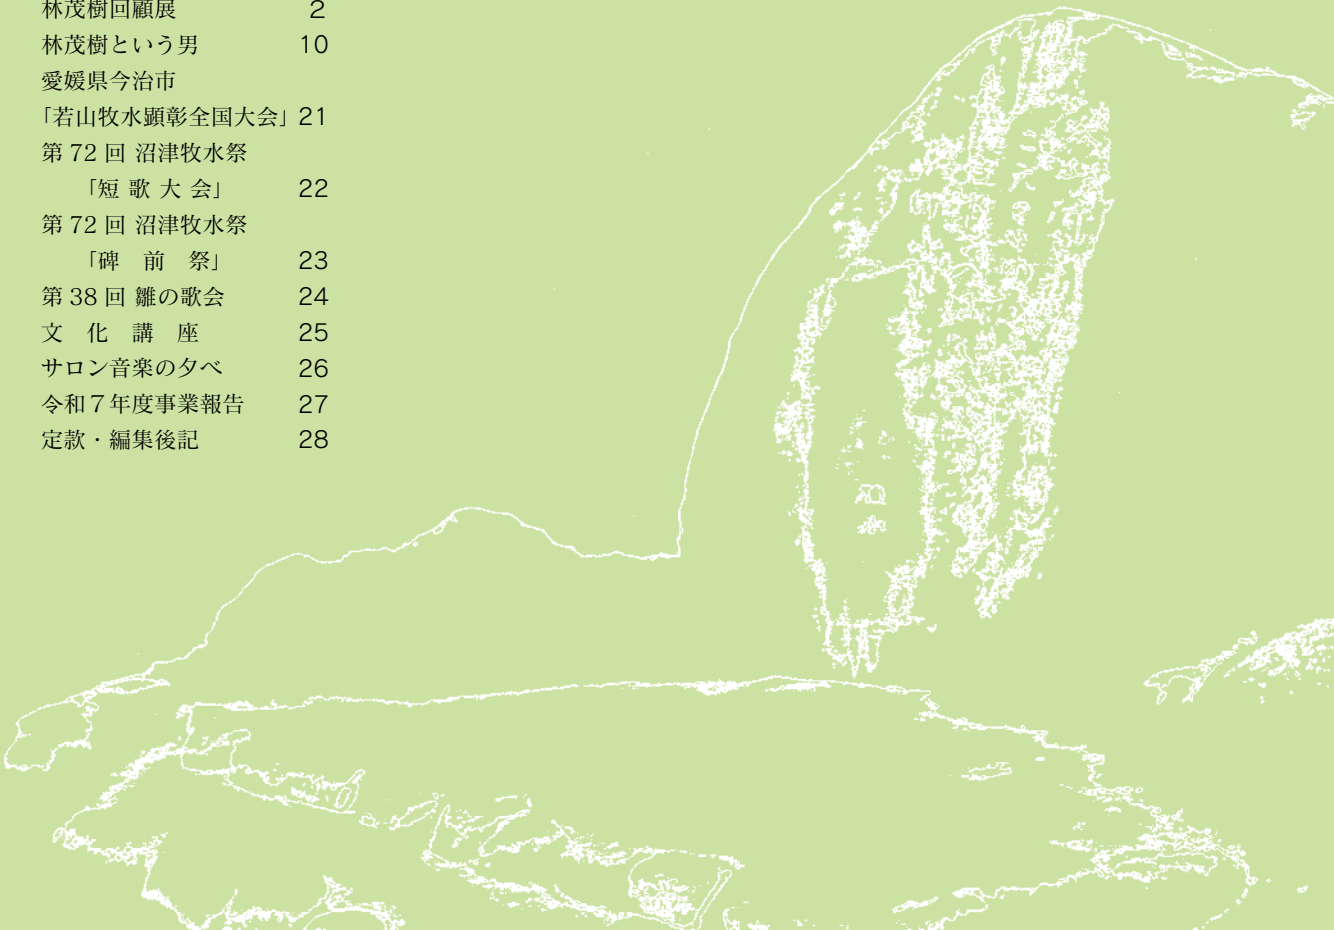 林茂樹回顧展 2
林茂樹という男 10
愛媛県今治市
「若山牧水顕彰全国大会」21
第 72 回 沼津牧水祭
「短 歌 大 会」 22
第 72 回 沼津牧水祭
「碑　前　祭」 23
第 38 回 雛の歌会 24
文　化　講　座 25
サロン音楽の夕べ 26
令和７年度事業報告 27
定款・編集後記 28